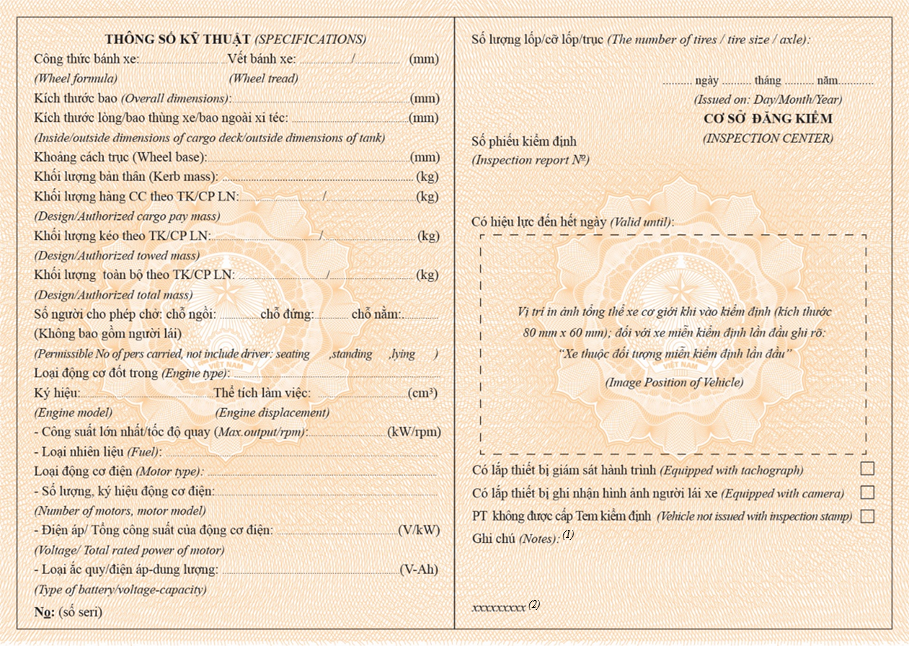 THÔNG SỐ KỸ THUẬT (SPECIFICATIONS)
Công thức bánh xe: Vết bánh xe: / (mm)
(Wheel formula) (Wheel tread)
Kích thước bao (Overall dimensions): (mm)
Kích thước lòng/bao thùng xe/bao ngoài xi téc: (mm)
(Inside/outside dimensions of cargo deck/outside dimensions of tank)
Khoảng cách trục (Wheel base): (mm)
Khối lượng bản thân (Kerb mass): (kg)
Khối lượng hàng CC theo TK/CP LN: / (kg)
(Design/Authorized cargo pay mass)
Khối lượng kéo theo TK/CP LN: / (kg)
(Design/Authorized towed mass)
Khối lượng toàn bộ theo TK/CP LN: / (kg)
(Design/Authorized total mass)
Số người cho phép chở: chỗ ngồi: chỗ đứng: chỗ nằm:
(Không bao gồm người lái)
(Permissible No of pers carried, not include driver: seating ,standing ,lying )
Loại động cơ đốt trong (Engine type):
Ký hiệu: Thể tích làm việc: (cm³)
(Engine model) (Engine displacement)
- Công suất lớn nhất/tốc độ quay (Max.output/rpm): (kW/rpm)
- Loại nhiên liệu (Fuel):
Loại động cơ điện (Motor type):
- Số lượng, ký hiệu động cơ điện:
(Number of motors, motor model)
- Điện áp/ Tổng công suất của động cơ điện: (V/kW)
(Voltage/ Total rated power of motor)
- Loại ắc quy/điện áp-dung lượng: (V-Ah)
(Type of battery/voltage-capacity)
No: (số seri)
Số lượng lốp/cỡ lốp/trục (The number of tires / tire size / axle):
......... ngày ......... tháng ......... năm...........
(Issued on: Day/Month/Year)
CƠ SỞ ĐĂNG KIỂM
(INSPECTION CENTER)
Số phiếu kiểm định
(Inspection report №)
Có hiệu lực đến hết ngày (Valid until):
Vị trí in ảnh tổng thể xe cơ giới khi vào kiểm định (kích thước
80 mm x 60 mm); đối với xe miễn kiểm định lần đầu ghi rõ:
“Xe thuộc đối tượng miễn kiểm định lần đầu”
(Image Position of Vehicle)
VIỆT NAM
VIỆT NAM
Có lắp thiết bị giám sát hành trình (Equipped with tachograph)
Có lắp thiết bị ghi nhận hình ảnh người lái xe (Equipped with camera)
PT không được cấp Tem kiểm định (Vehicle not issued with inspection stamp)
Ghi chú (Notes): (1)
xxxxxxxxx (2)